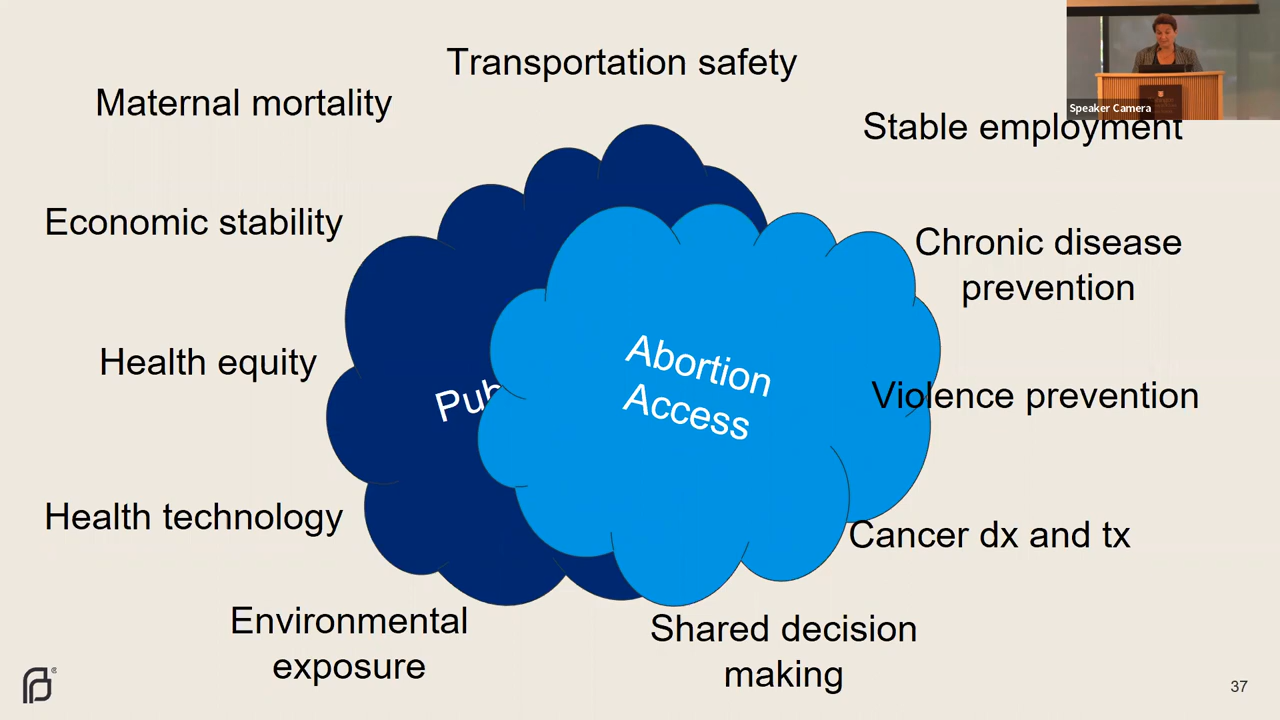 Transportation safety
Maternal mortality
Speaker Camera
Stable employment
Economic stability
Chronic disease
prevention
Health equity
Abortion
Access
Pub
Violence prevention
Health technology
Cancer dx and tx
Environmental
exposure
Shared decision
making
37